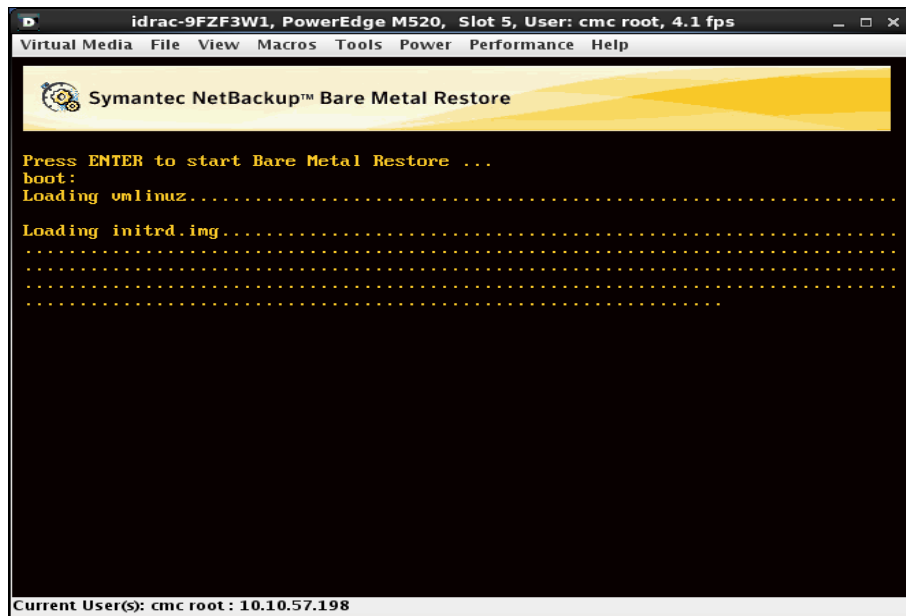 idrac-9FZF3W1, PowerEdge M520, Slot 5, User: cmc root, 4.1 fps
Virtual Media File View Macros Tools Power Performance Help
Symantec NetBackup™ Bare Metal Restore
Press ENTER to start Bare Metal Restore ...
boot:
Loading vmlinuz.................................................................
Loading initrd.img..............................................................
................................................................................
................................................................................
................................................................................
................................................................
Current User(s): cmc root : 10.10.57.198